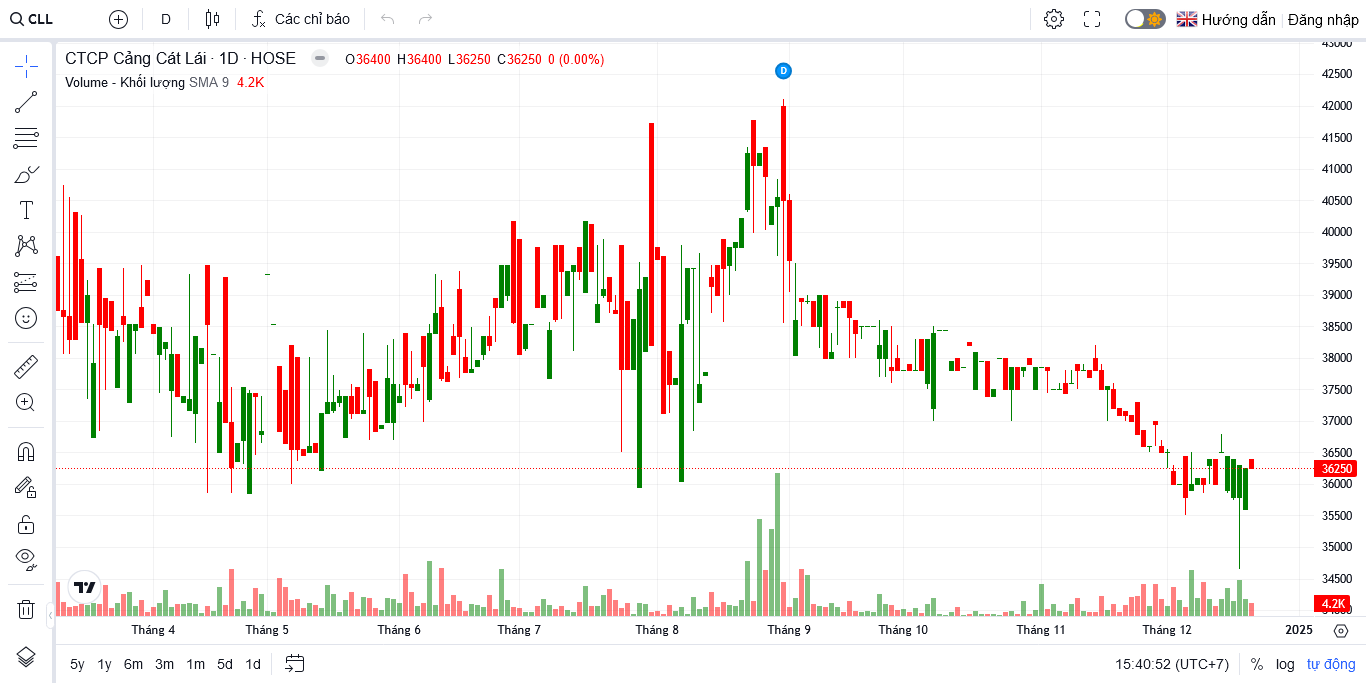 CLL
D
Các chỉ báo
Hướng dẫn
Đăng nhập
CTCP Cảng Cát Lái · 1D · HOSE
O36400 H36400 L36250 C36250 0 (0.00%)
Volume - Khối lượng SMA 9 4.2K
D
43000
42500
42000
41500
41000
40500
40000
39500
39000
38500
38000
37500
37000
36500
36250
36000
35500
35000
34500
4.2K
34000
Tháng 4
Tháng 5
Tháng 6
Tháng 7
Tháng 8
Tháng 9
Tháng 10
Tháng 11
Tháng 12
2025
5y 1y 6m 3m 1m 5d 1d
15:40:52 (UTC+7)
% log tự động